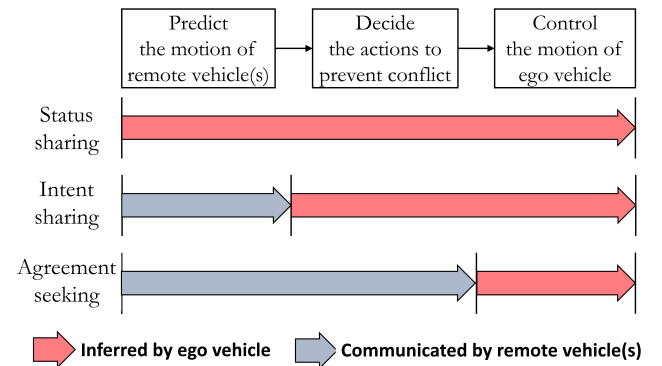 Predict
the motion of
remote vehicle(s)
Decide
the actions to
prevent conflict
Control
the motion of
ego vehicle
Status
sharing
Intent
sharing
Agreement
seeking
Inferred by ego vehicle
Communicated by remote vehicle(s)